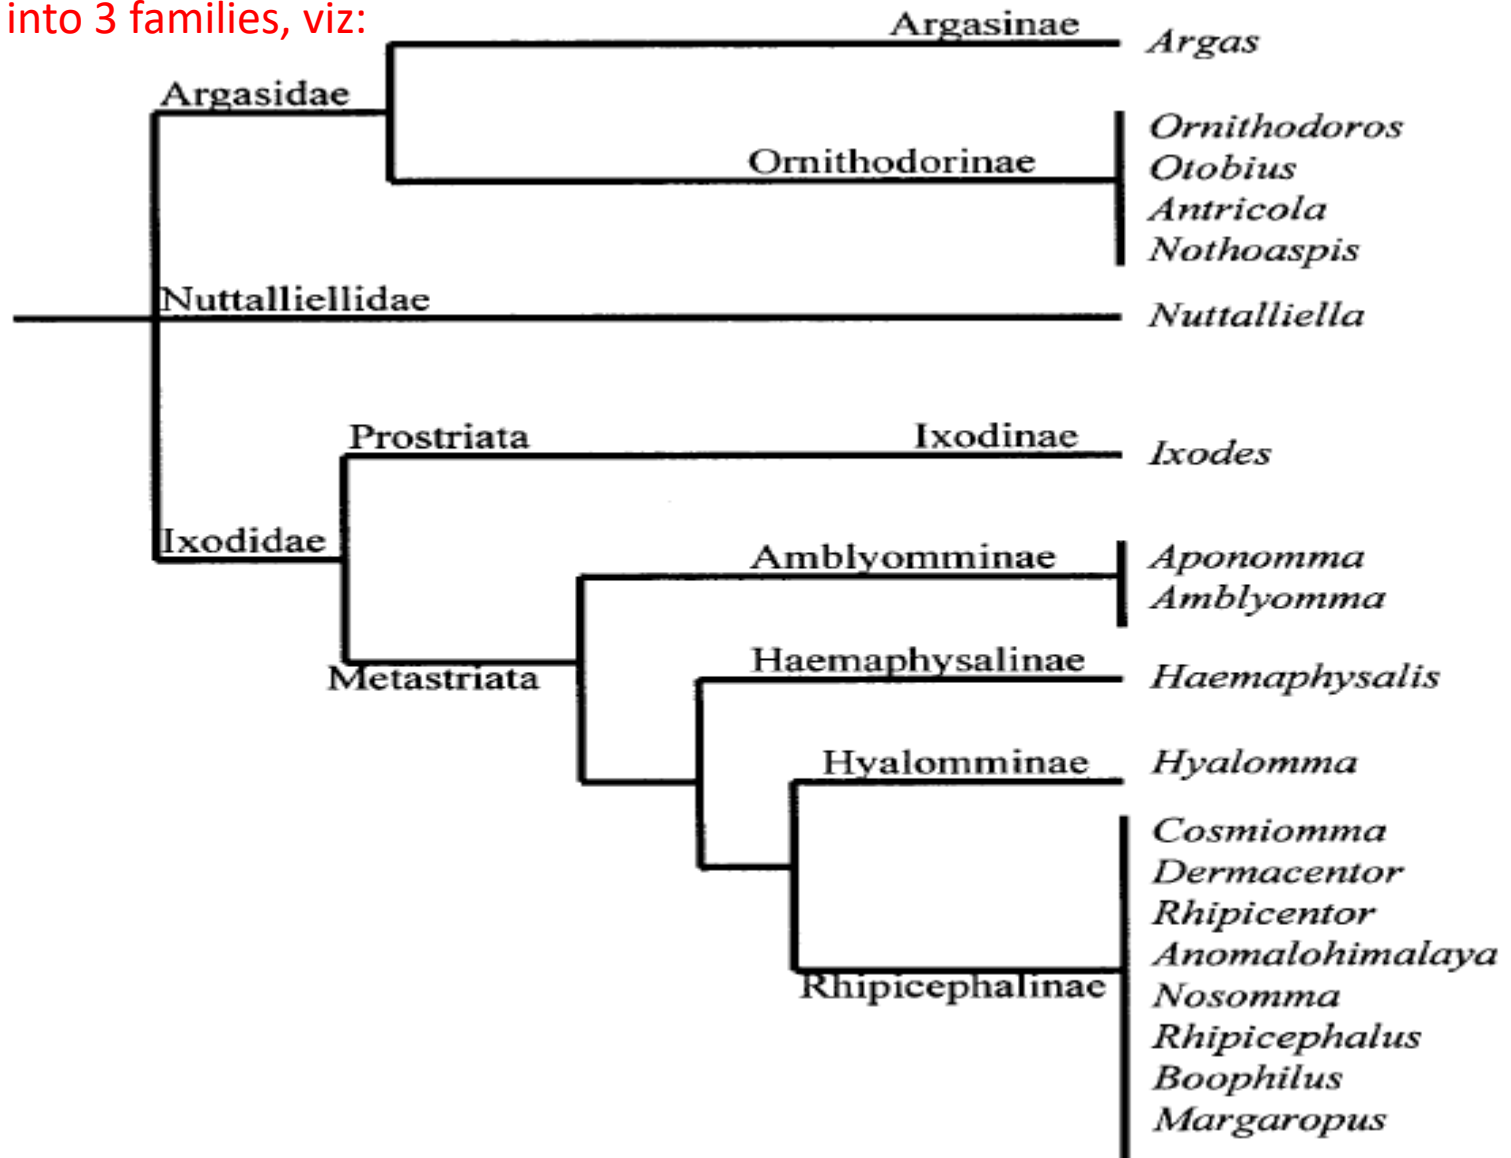 into 3 families, viz:
Argasinae
Argas
Argasidae
Ornithodoros
Ornithodorinae
Otobius
Antricola
Nothoaspis
Nuttalliellidae
Nuttalliella
Prostriata
Ixodinae
Ixodes
Ixodidae
Amblyomminae
Aponomma
Amblyomma
Metastriata
Haemaphysalinae
Haemaphysalis
Hyalomminae
Hyalomma
Cosmiomma
Dermacentor
Rhipicentor
Anomalohimalaya
Rhipicephalinae
Nosomma
Rhipicephalus
Boophilus
Margaropus